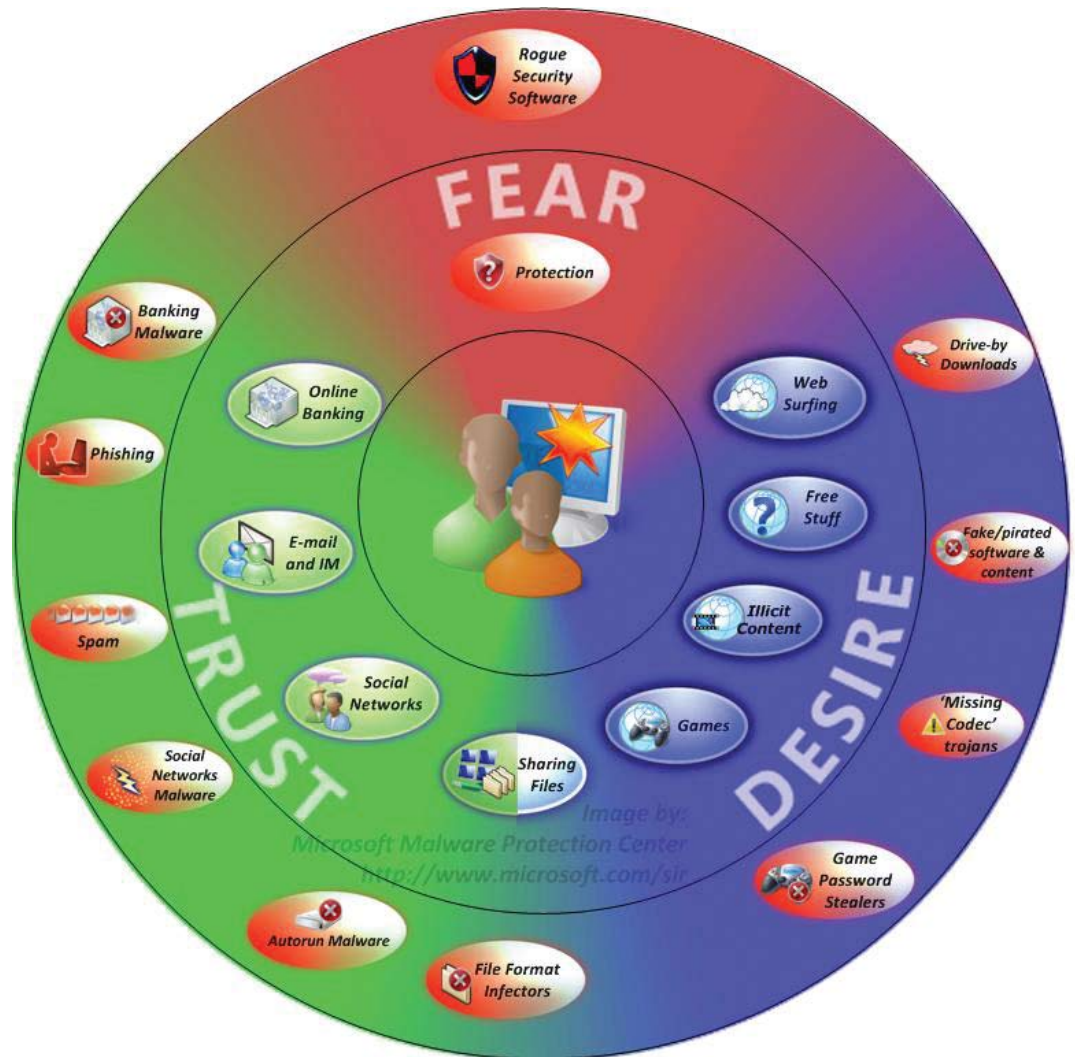 Rogue
Security
Software
FEAR
Protection
Banking
Malware
Online
Banking
Phishing
E-mail
and IM
Spam
TRUST
Social
Networks
Social
Networks
Malware
Sharing
Files
Autorun Malware
File Format
Infectors
Drive-by
Downloads
Web
Surfing
Free
Stuff
Fake/pirated
software &
content
Illicit
Content
DESIRE
'Missing
Codec'
trojans
Games
Game
Password
Stealers
Image by:
Microsoft Malware Protection Center
http://www.microsoft.com/sir